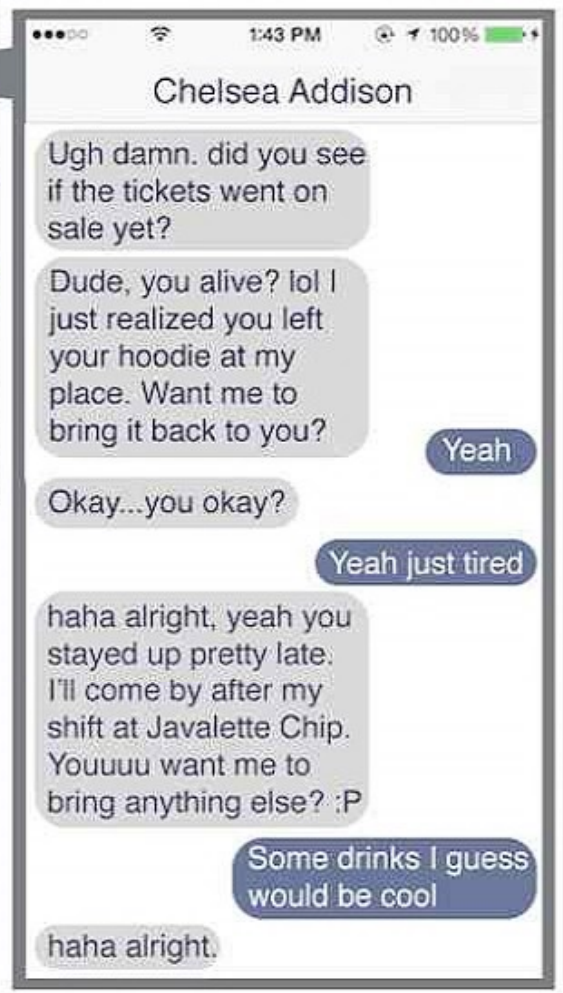 1:43 PM 100%
Chelsea Addison
Ugh damn. did you see
if the tickets went on
sale yet?
Dude, you alive? lol I
just realized you left
your hoodie at my
place. Want me to
bring it back to you?
Yeah
Okay...you okay?
Yeah just tired
haha alright, yeah you
stayed up pretty late.
I'll come by after my
shift at Javalette Chip.
Youuuu want me to
bring anything else? :P
Some drinks I guess
would be cool
haha alright.